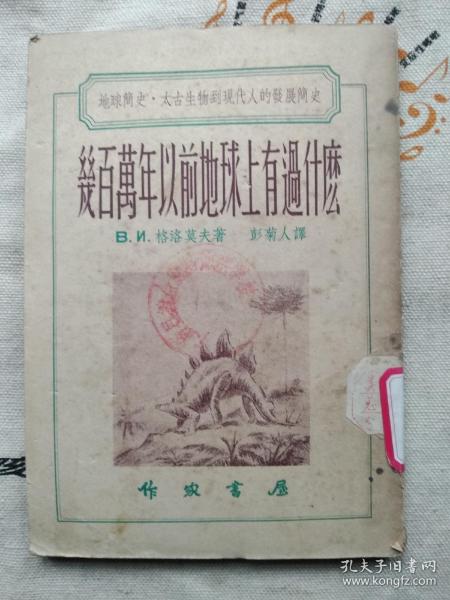 地球簡史·太古生物到現代人的發展簡史
幾百萬年以前地球上有過什麽
В.И.格洛莫夫著 彭菊人譯
作家書屋
孔夫子旧书网
www.kongfz.com